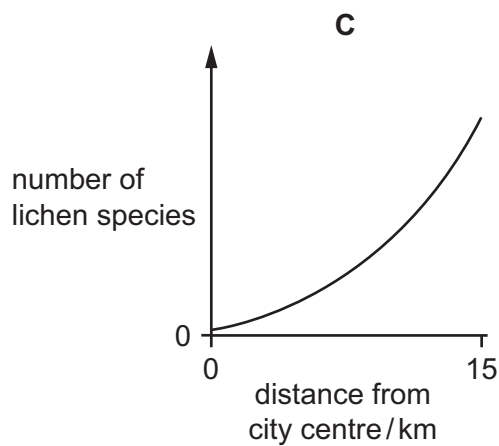 C
number of
lichen species
0
0
15
distance from
city centre / km